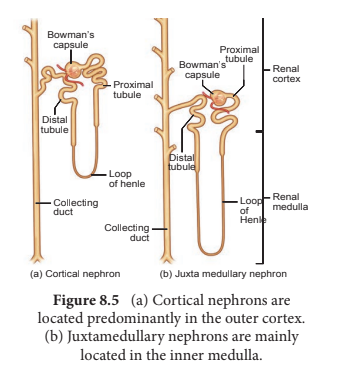 Bowman's
capsule
Proximal
tubule
Distal
tubule
Loop
of henle
Collecting
duct
(a) Cortical nephron
Bowman's
capsule
Proximal
tubule
Renal
cortex
Distal
tubule
Loop
of
Henle
Renal
medulla
Collecting
duct
(b) Juxta medullary nephron
Figure 8.5 (a) Cortical nephrons are
located predominantly in the outer cortex.
(b) Juxtamedullary nephrons are mainly
located in the inner medulla.